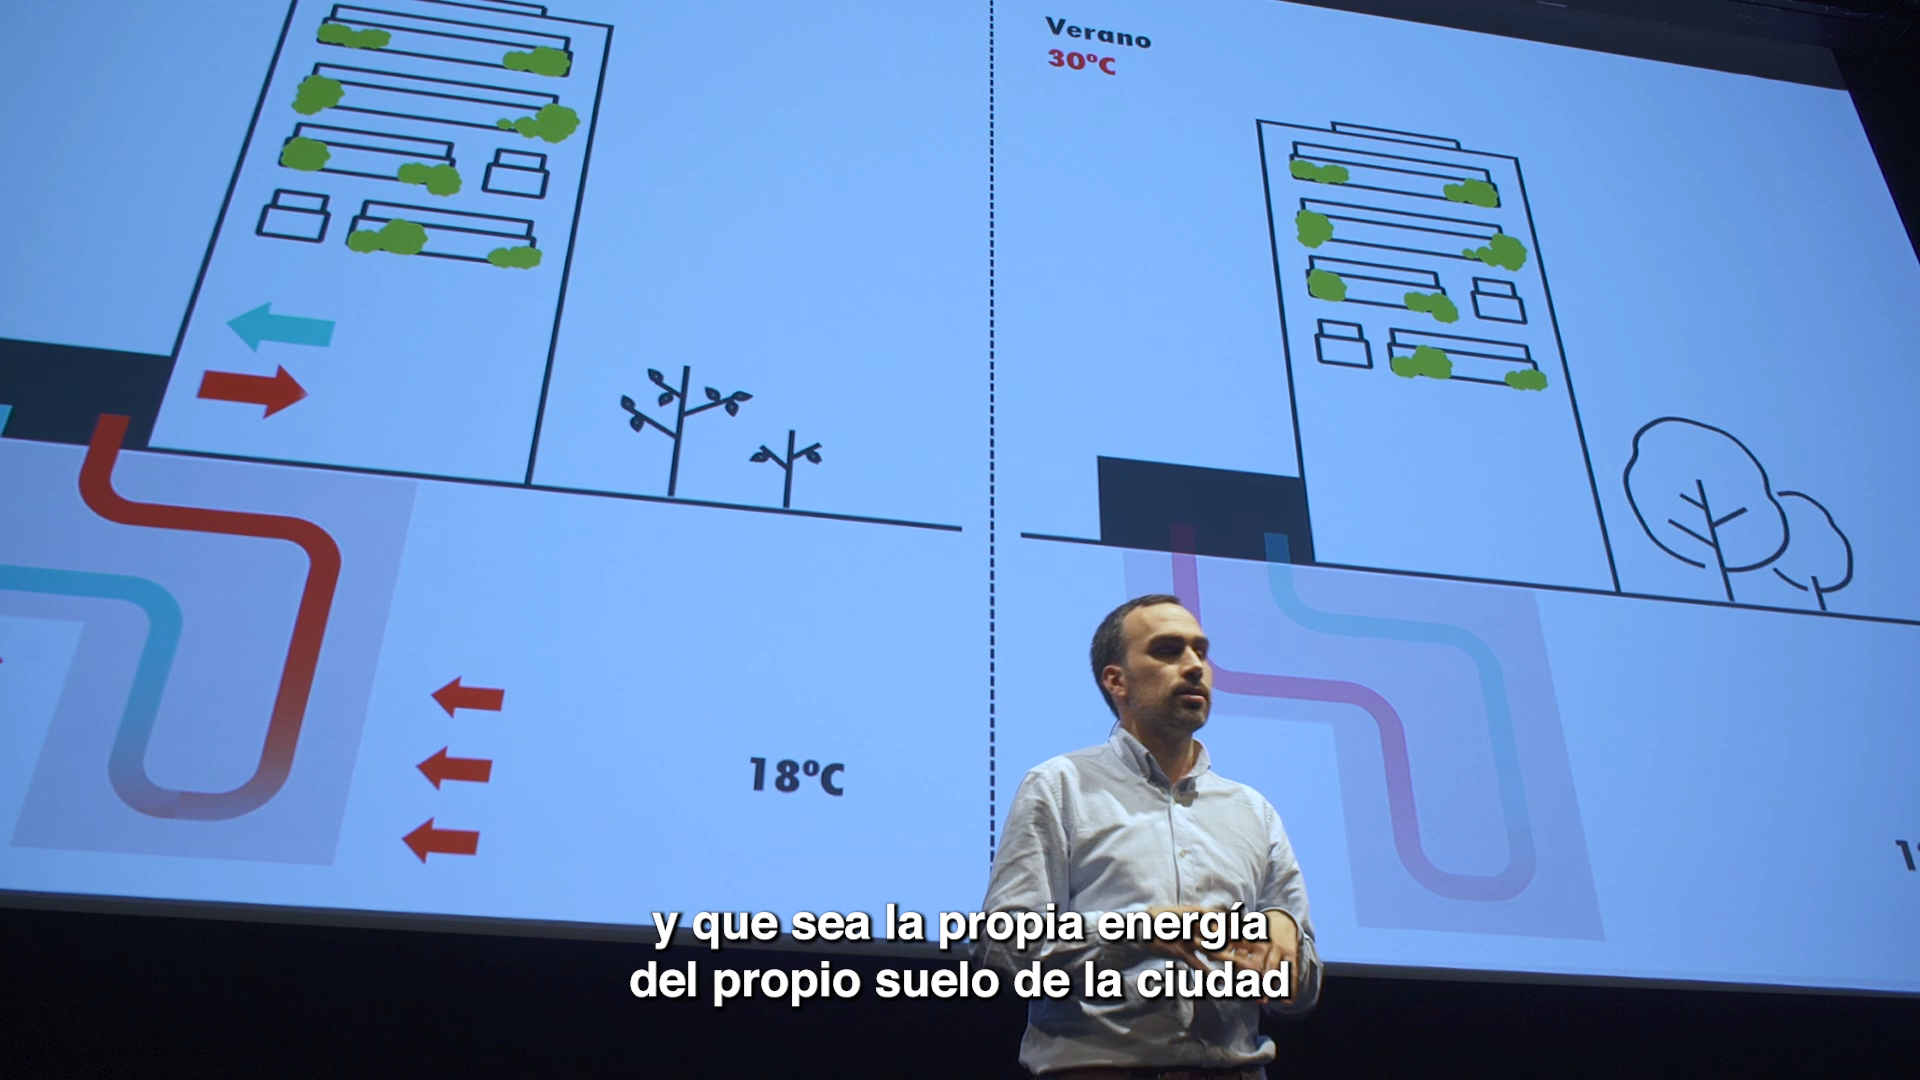 Verano
30ºC
18ºC
y que sea la propia energía
del propio suelo de la ciudad